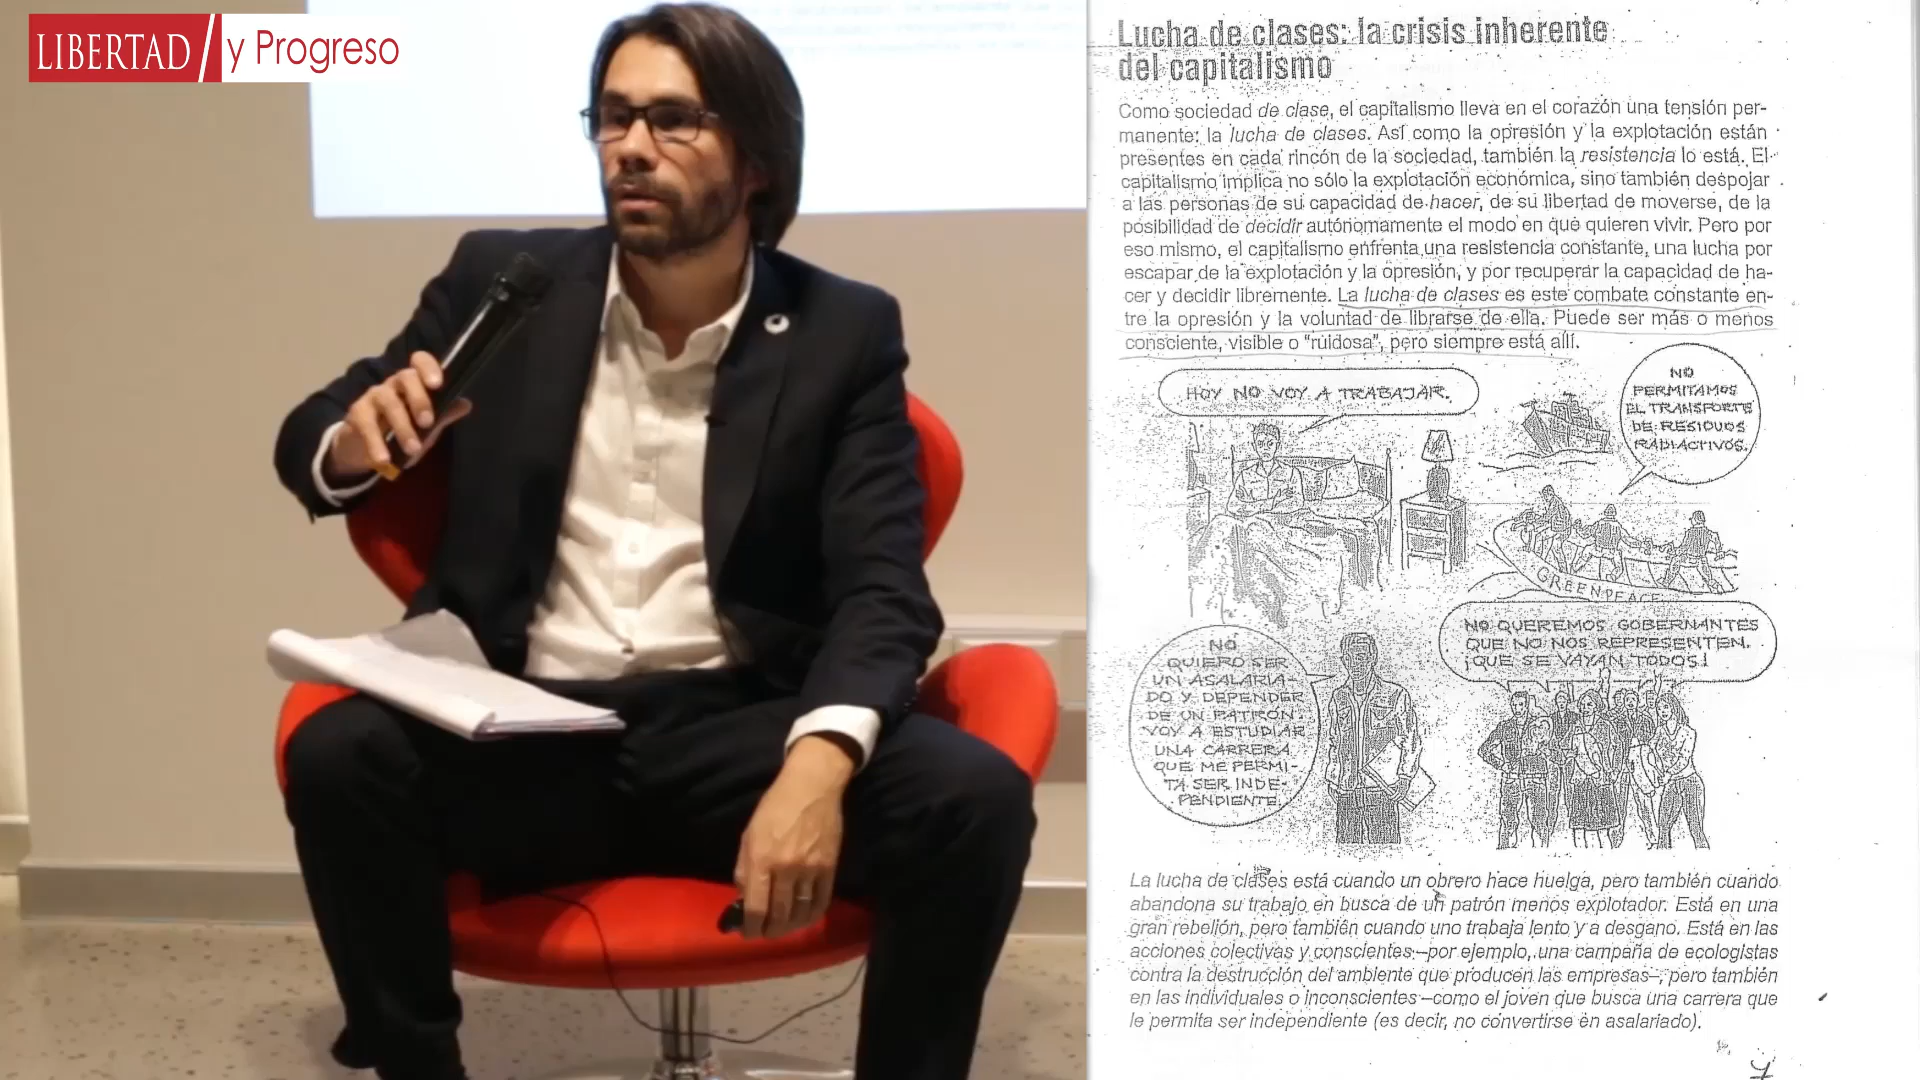 LIBERTAD y Progreso
Lucha de clases: la crisis inherente
del capitalismo
Como sociedad de clase, el capitalismo lleva en el corazón una tensión per-
manente: la lucha de clases. Así como la opresión y la explotación están
presentes en cada rincón de la sociedad, también la resistencia lo está. El
capitalismo implica no sólo la explotación económica, sino también despojar
a las personas de su capacidad de hacer, de su libertad de moverse, de la
posibilidad de decidir autónomamente el modo en que quieren vivir. Pero por
eso mismo, el capitalismo enfrenta una resistencia constante, una lucha por
escapar de la explotación y la opresión, y por recuperar la capacidad de ha-
cer y decidir libremente. La lucha de clases es este combate constante en-
tre la opresión y la voluntad de librarse de ella. Puede ser más o menos
consciente, visible o "ruidosa", pero siempre está allí.
HOY NO VOY A TRABAJAR.
NO
PERMITAMOS
EL TRANSPORTE
DE RESIDUOS
RADIACTIVOS.
GREENPEACE
NO
QUIERO SER
UN ASALARIA-
DO Y DEPENDER
DE UN PATRÓN.
VOY A ESTUDIAR
UNA CARRERA
QUE ME PERMI-
TA SER INDE-
PENDIENTE.
NO QUEREMOS GOBERNANTES
QUE NO NOS REPRESENTEN.
¡QUE SE VAYAN TODOS!
La lucha de clases está cuando un obrero hace huelga, pero también cuando
abandona su trabajo en busca de un patrón menos explotador. Está en una
gran rebelión, pero también cuando uno trabaja lento y a desgano. Está en las
acciones colectivas y conscientes –por ejemplo, una campaña de ecologistas
contra la destrucción del ambiente que producen las empresas–, pero también
en las individuales o inconscientes –como el joven que busca una carrera que
le permita ser independiente (es decir, no convertirse en asalariado).